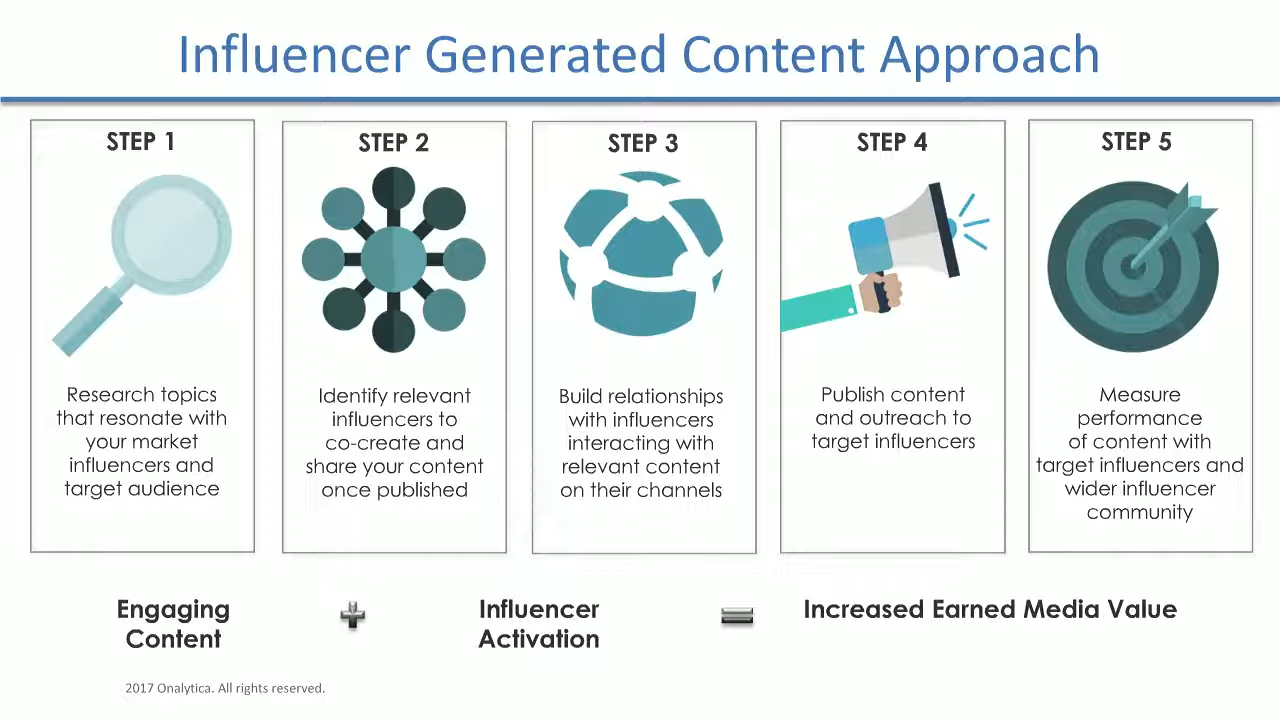 Influencer Generated Content Approach
STEP 1
Research topics
that resonate with
your market
influencers and
target audience
STEP 2
Identify relevant
influencers to
co-create and
share your content
once published
STEP 3
Build relationships
with influencers
interacting with
relevant content
on their channels
STEP 4
Publish content
and outreach to
target influencers
STEP 5
Measure
performance
of content with
target influencers and
wider influencer
community
Engaging
Content
+
Influencer
Activation
=
Increased Earned Media Value
2017 Onalytica. All rights reserved.